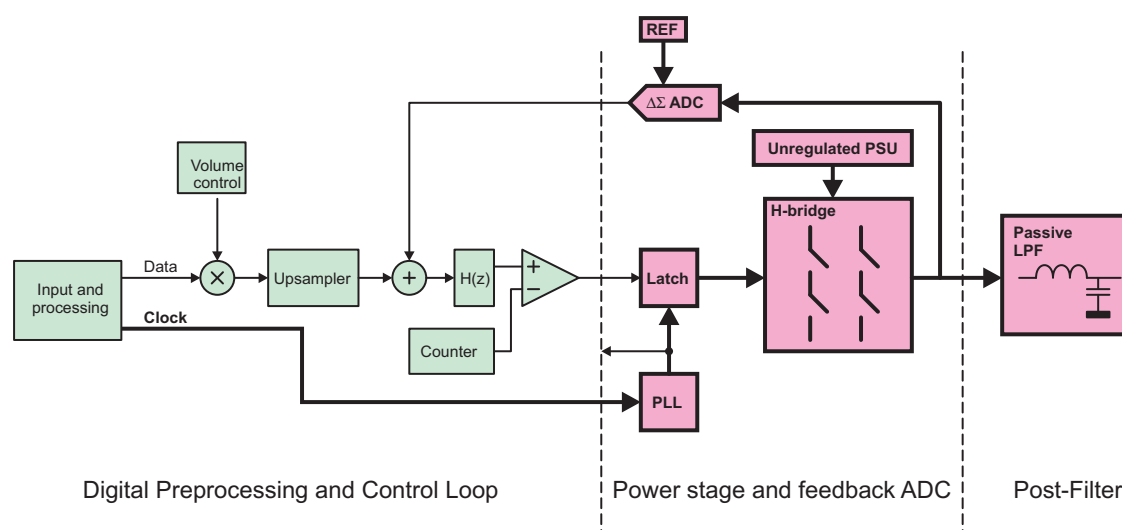 REF
ΔΣ ADC
Unregulated PSU
Volume
control
H-bridge
Passive
LPF
Data
×
Upsampler
+
H(z)
+
−
Latch
Input and
processing
Clock
Counter
PLL
Digital Preprocessing and Control Loop
Power stage and feedback ADC
Post-Filter